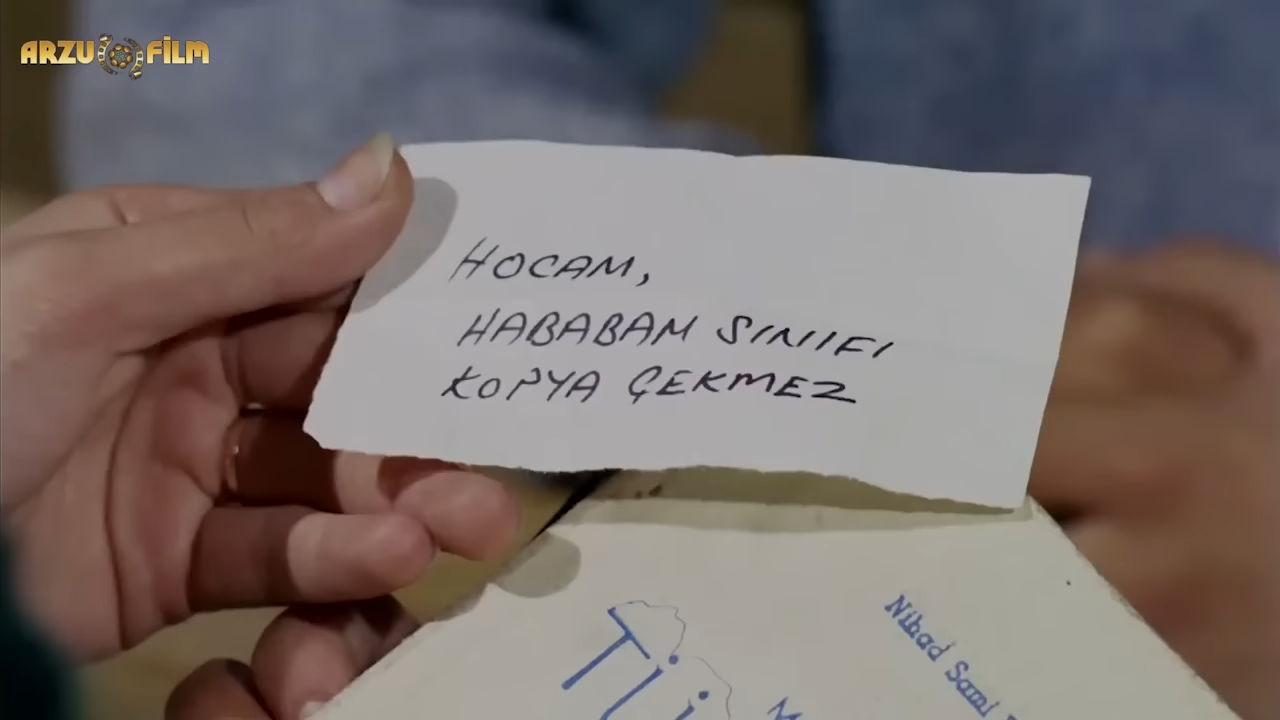 ARZU FİLM
HOCAM,
HABABAM SINIFI
KOPYA ÇEKMEZ
Nihad Sami